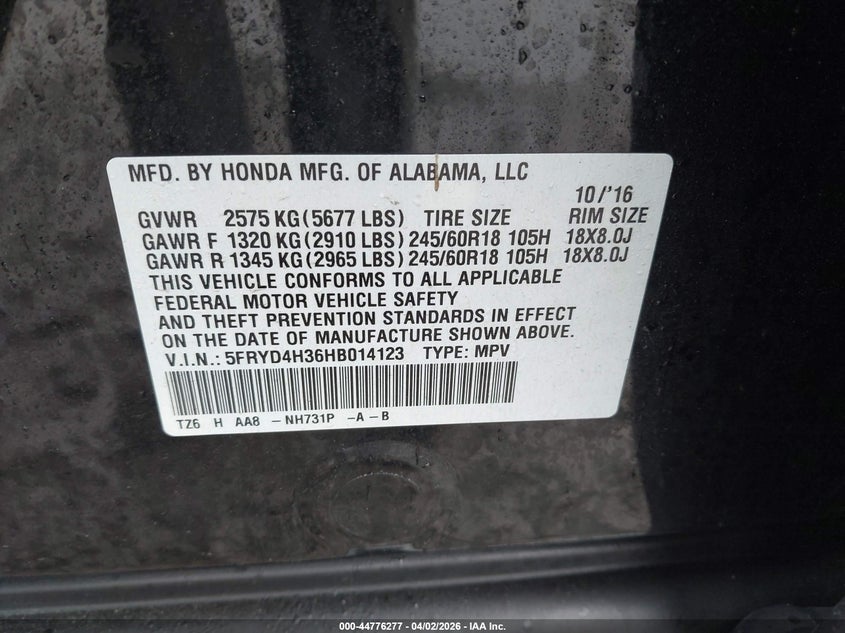 MFD. BY HONDA MFG. OF ALABAMA, LLC
10/'16
GVWR 2575 KG (5677 LBS) TIRE SIZE RIM SIZE
GAWR F 1320 KG (2910 LBS) 245/60R18 105H 18X8.0J
GAWR R 1345 KG (2965 LBS) 245/60R18 105H 18X8.0J
THIS VEHICLE CONFORMS TO ALL APPLICABLE
FEDERAL MOTOR VEHICLE SAFETY
AND THEFT PREVENTION STANDARDS IN EFFECT
ON THE DATE OF MANUFACTURE SHOWN ABOVE.
V.I.N.: 5FRYD4H36HB014123 TYPE: MPV
TZ6 H AA8 -NH731P -A-B
000-44776277 - 04/02/2026 - IAA Inc.